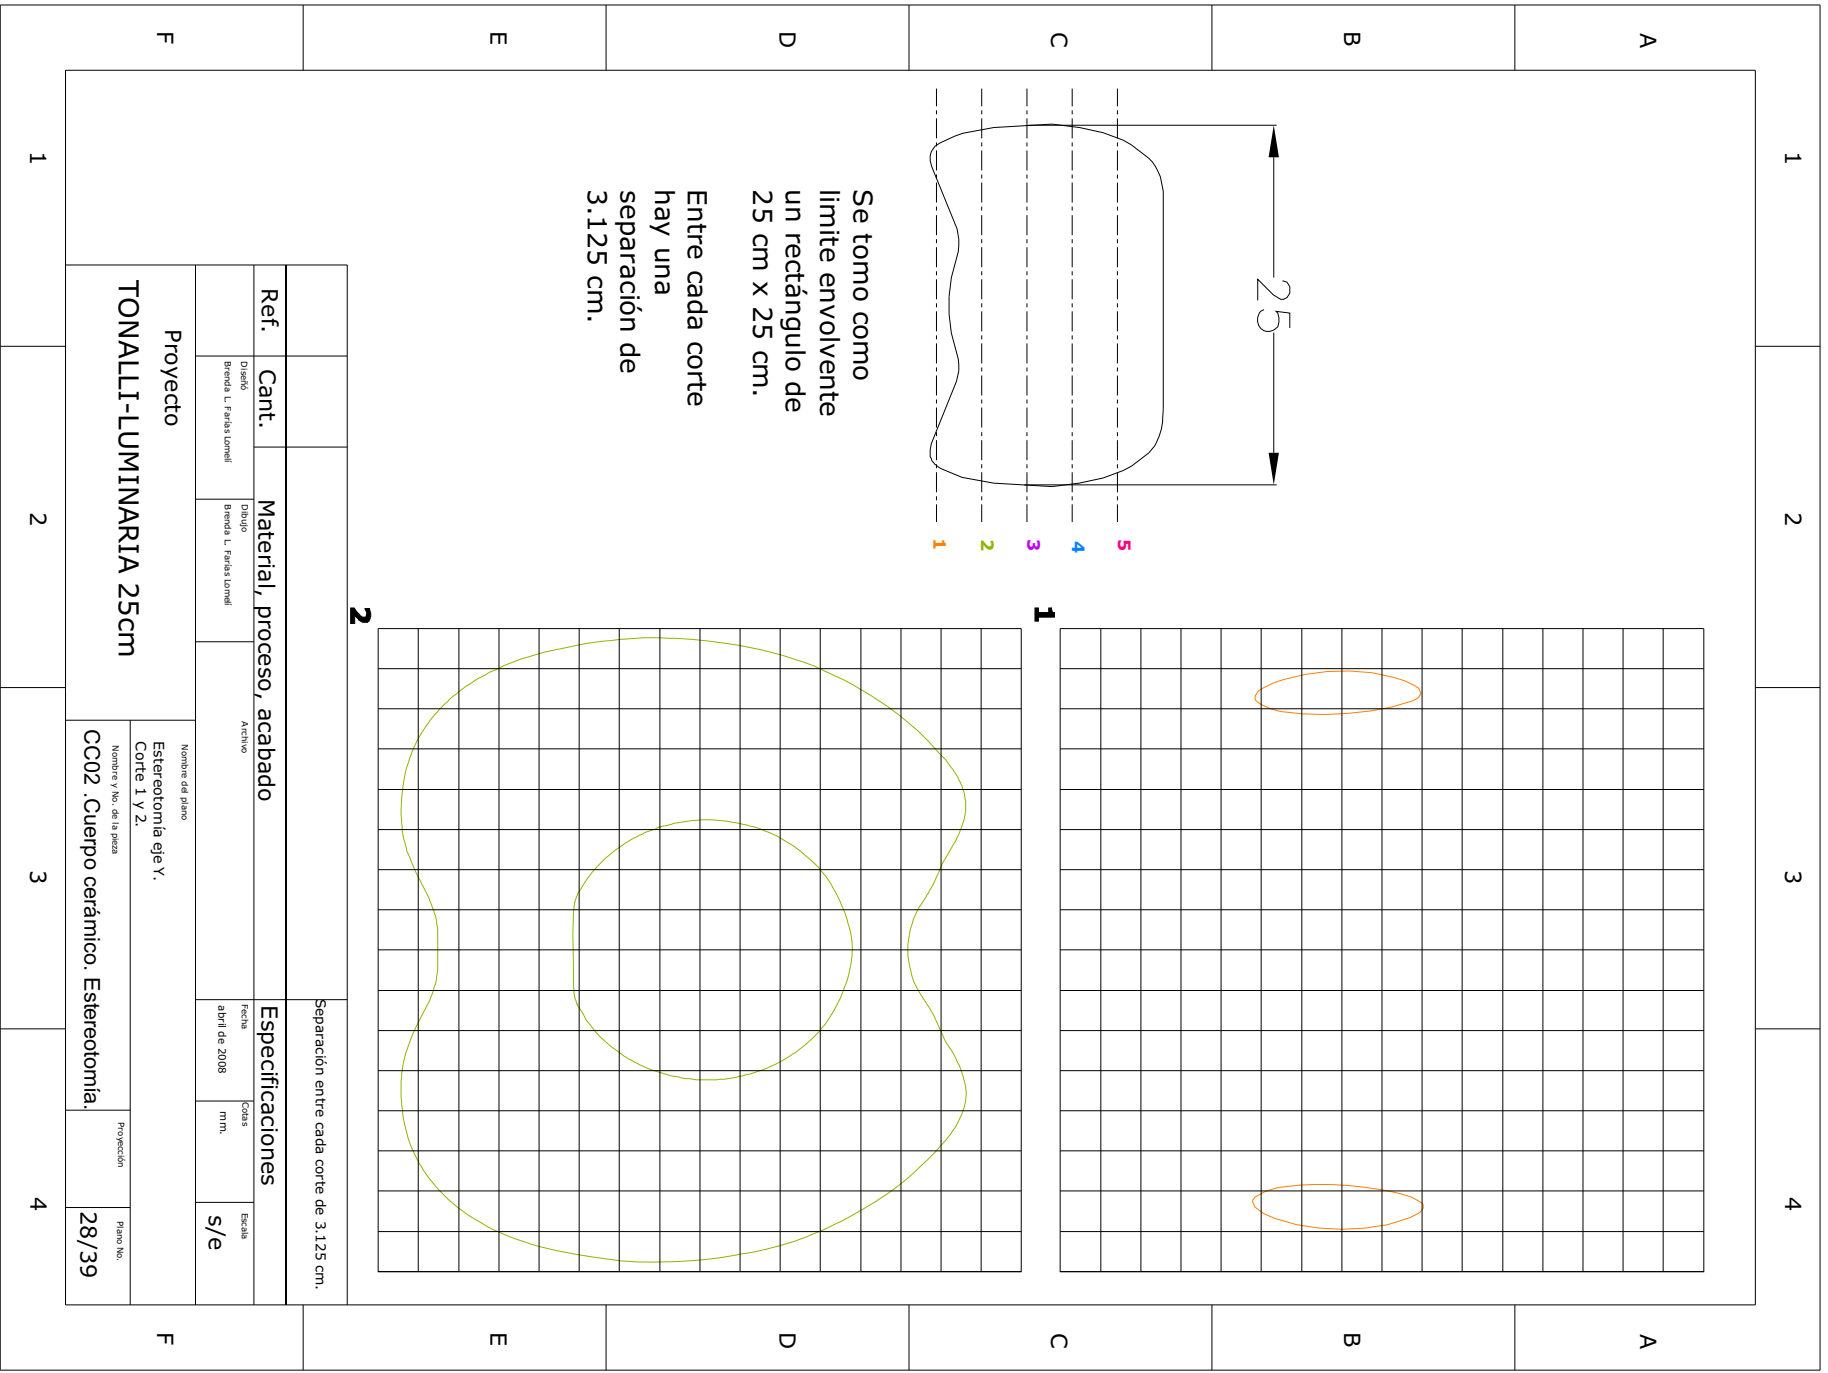 A
B
C
D
E
F
A
B
C
D
E
F
1
2
3
4
1
2
3
4
25
1
2
3
4
5
Se tomo como
limite envolvente
un rectángulo de
25 cm x 25 cm.
Entre cada corte
hay una
separación de
3.125 cm.
1
2
Separación entre cada corte de 3.125 cm.
Ref.
Cant.
Material, proceso, acabado
Especificaciones
Diseñó
Brenda L. Farías Lomelí
Dibujo
Brenda L. Farías Lomelí
Archivo
Fecha
abril de 2008
Cotas
mm.
Escala
s/e
Proyecto
TONALLI-LUMINARIA 25cm
Nombre del plano
Estereotomía eje Y.
Corte 1 y 2.
Nombre y No. de la pieza
CC02 .Cuerpo cerámico. Estereotomía.
Proyección
Plano No.
28/39